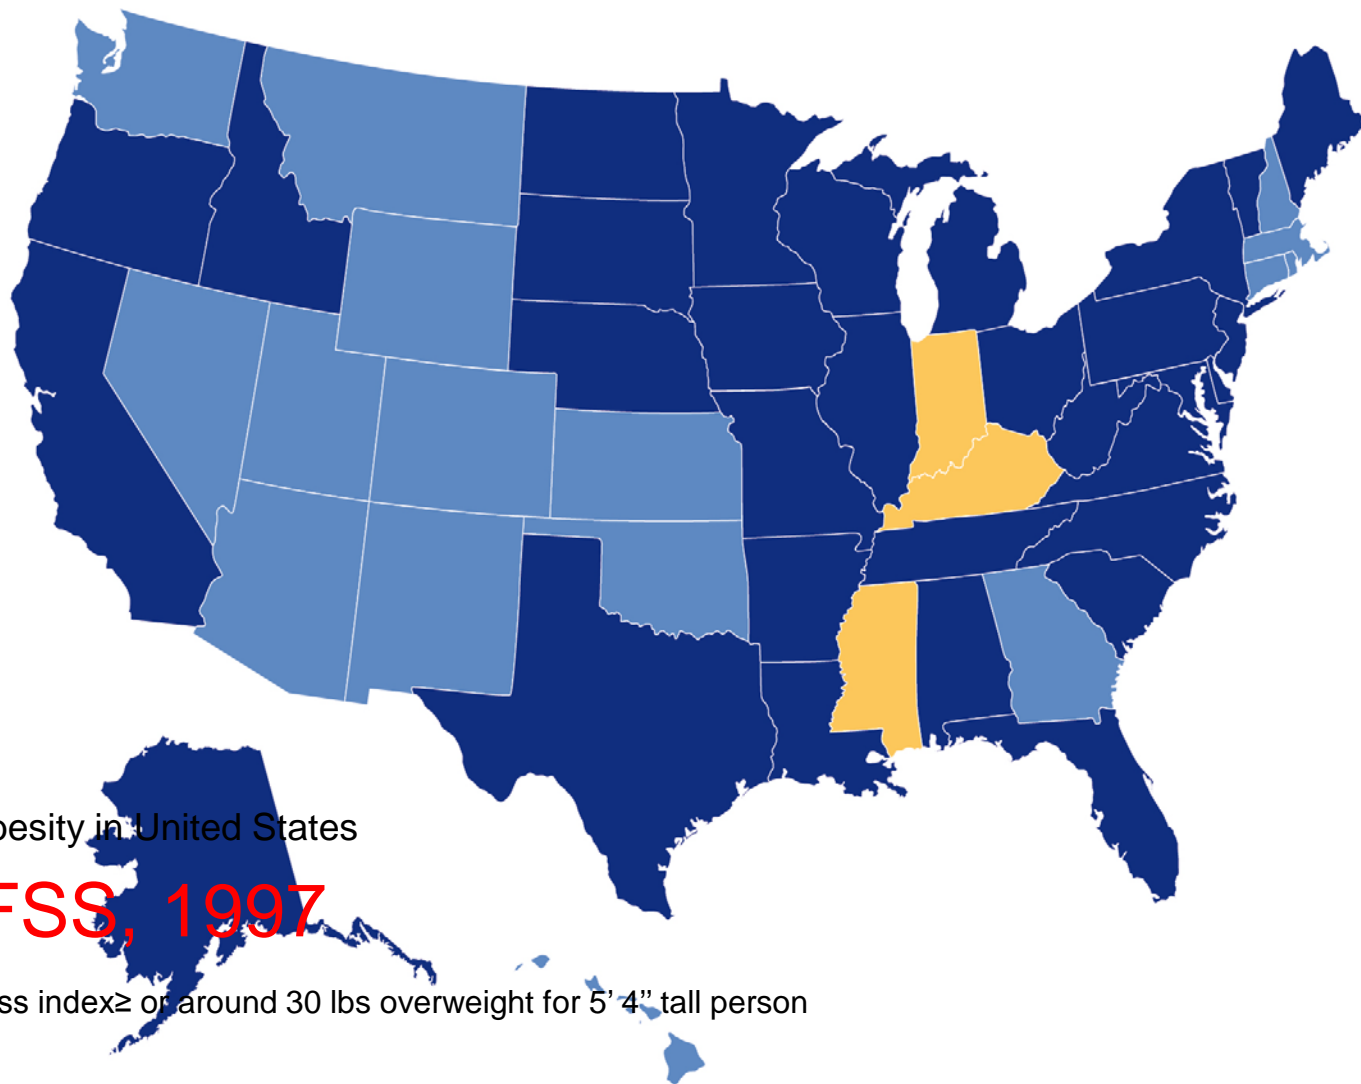 besity in United States
FSS, 1997
ss index≥ or around 30 lbs overweight for 5’ 4’’ tall person